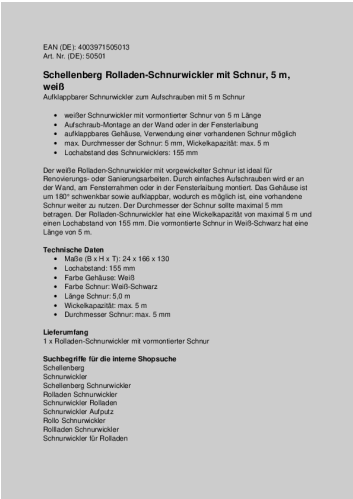 EAN (DE): 4003971505013
Art. Nr. (DE): 50501
Schellenberg Rolladen-Schnurwickler mit Schnur, 5 m,
weiß
Aufklappbarer Schnurwickler zum Aufschrauben mit 5 m Schnur
• weißer Schnurwickler mit vormontierter Schnur von 5 m Länge
• Aufschraub-Montage an der Wand oder in der Fensterlaibung
• aufklappbares Gehäuse, Verwendung einer vorhandenen Schnur möglich
• max. Durchmesser der Schnur: 5 mm, Wickelkapazität: max. 5 m
• Lochabstand des Schnurwicklers: 155 mm
Der weiße Rolladen-Schnurwickler mit vorgewickelter Schnur ist ideal für
Renovierungs- oder Sanierungsarbeiten. Durch einfaches Aufschrauben wird er an
der Wand, am Fensterrahmen oder in der Fensterlaibung montiert. Das Gehäuse ist
um 180° schwenkbar sowie aufklappbar, wodurch es möglich ist, eine vorhandene
Schnur weiter zu nutzen. Der Durchmesser der Schnur sollte maximal 5 mm
betragen. Der Rolladen-Schnurwickler hat eine Wickelkapazität von maximal 5 m und
einen Lochabstand von 155 mm. Die vormontierte Schnur in Weiß-Schwarz hat eine
Länge von 5 m.
Technische Daten
• Maße (B x H x T): 24 x 166 x 130
• Lochabstand: 155 mm
• Farbe Gehäuse: Weiß
• Farbe Schnur: Weiß-Schwarz
• Länge Schnur: 5,0 m
• Wickelkapazität: max. 5 m
• Durchmesser Schnur: max. 5 mm
Lieferumfang
1 x Rolladen-Schnurwickler mit vormontierter Schnur
Suchbegriffe für die interne Shopsuche
Schellenberg
Schnurwickler
Schellenberg Schnurwickler
Rolladen Schnurwickler
Schnurwickler Rolladen
Schnurwickler Aufputz
Rollo Schnurwickler
Rollladen Schnurwickler
Schnurwickler für Rolladen